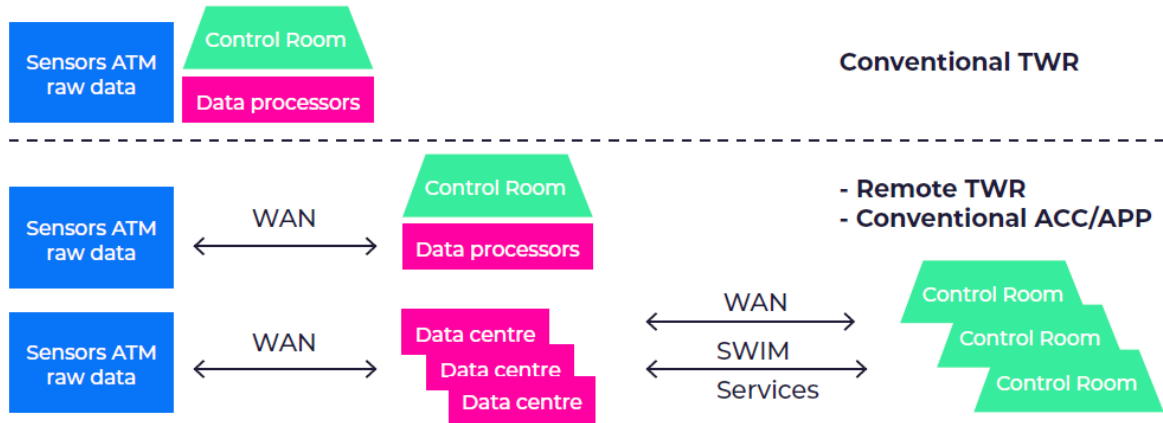 Sensors ATM
raw data
Control Room
Data processors
Conventional TWR
Sensors ATM
raw data
WAN
Control Room
Data processors
- Remote TWR
- Conventional ACC/APP
Sensors ATM
raw data
WAN
Data centre
Data centre
Data centre
WAN
SWIM
Services
Control Room
Control Room
Control Room